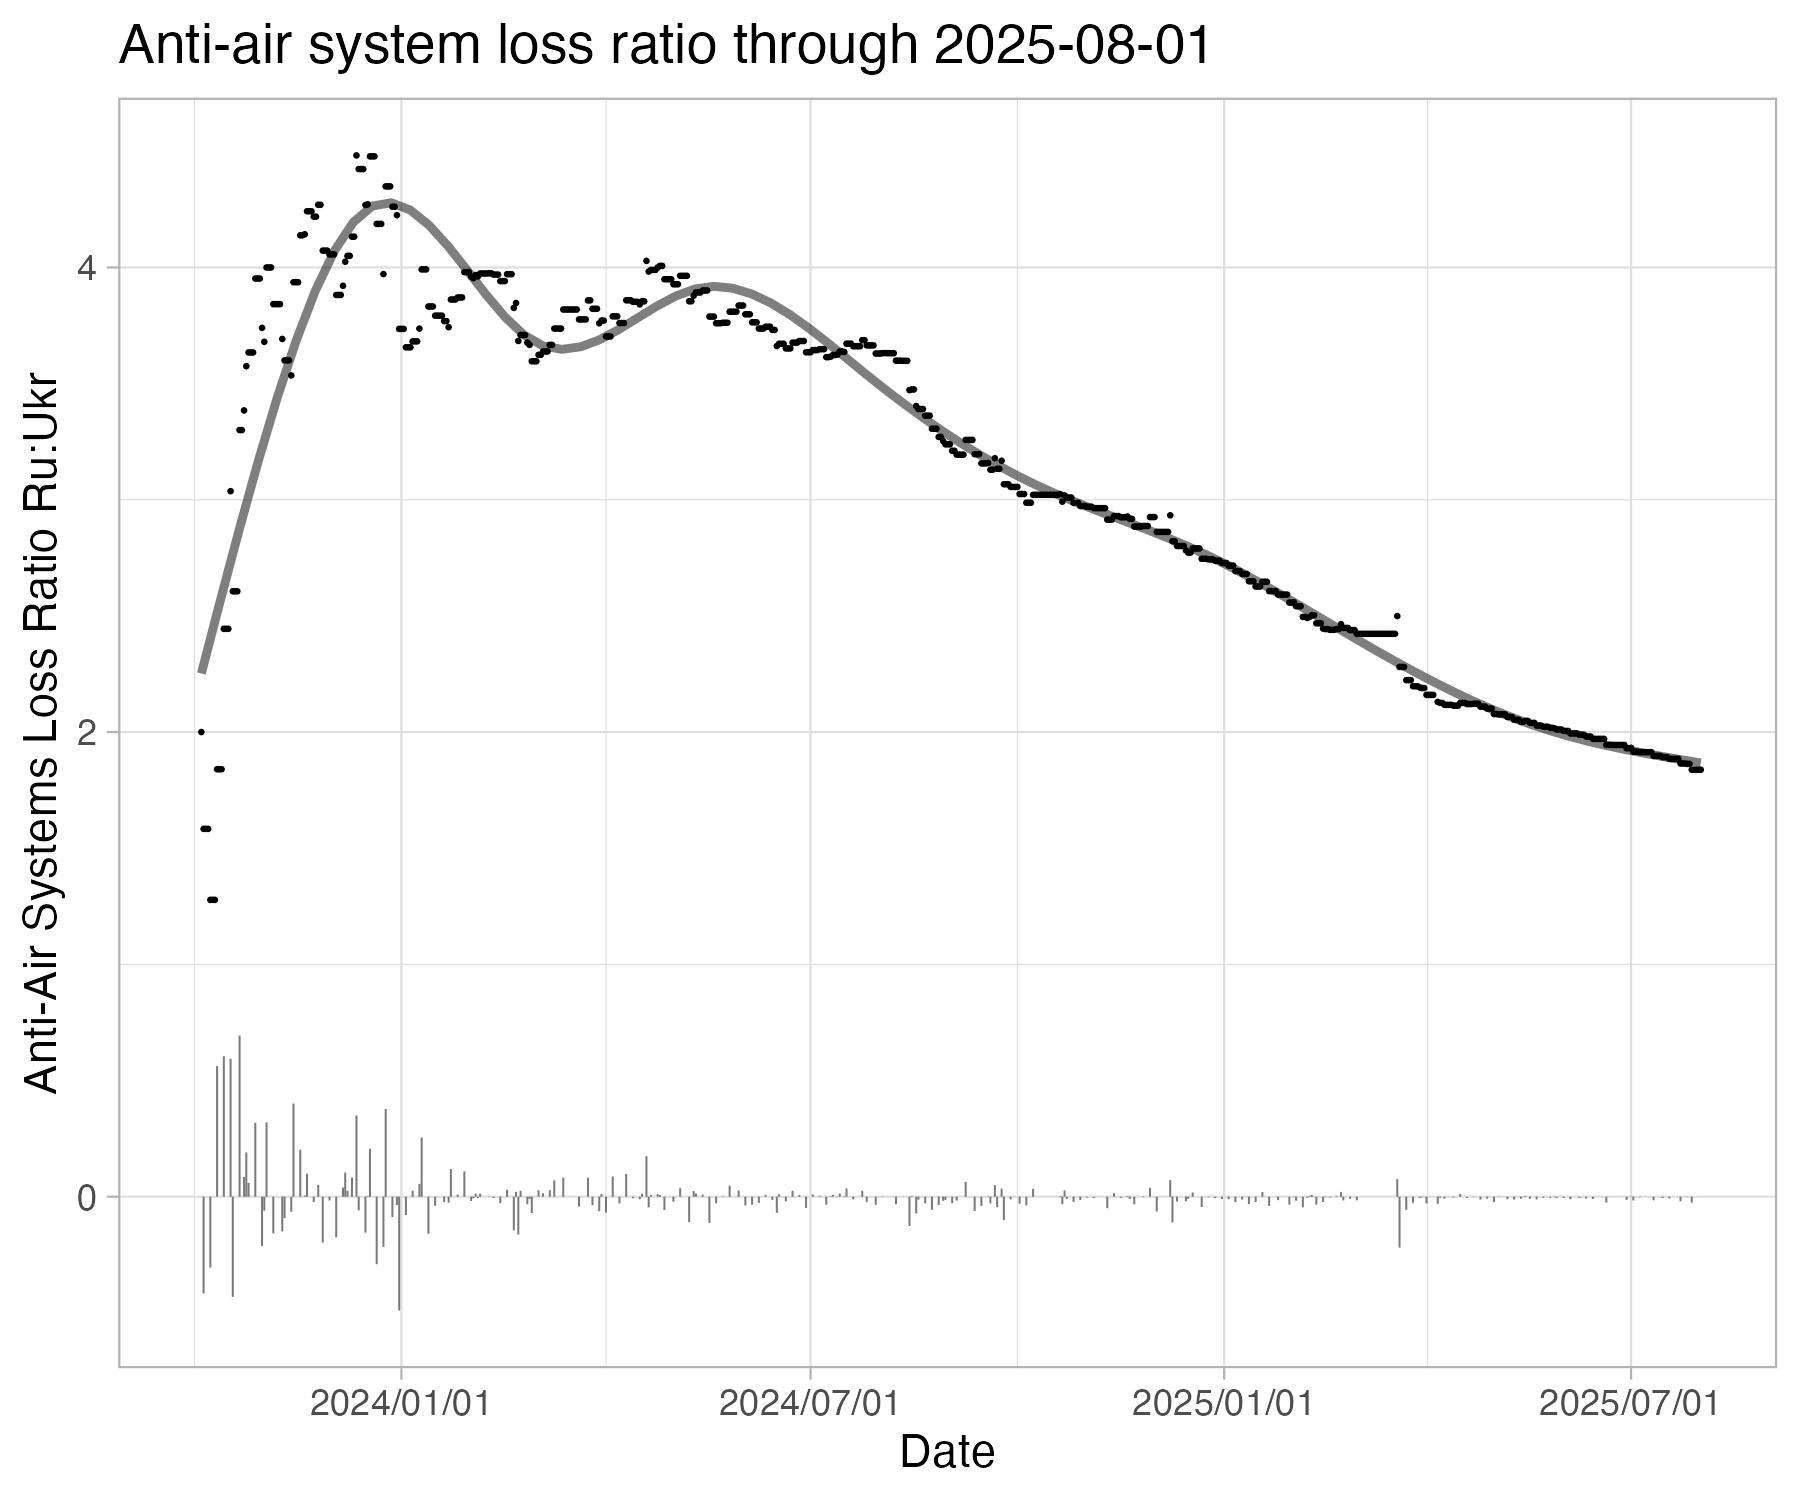 Anti-air system loss ratio through 2025-08-01
Anti-Air Systems Loss Ratio Ru:Ukr
4
2
0
2024/01/01
2024/07/01
2025/01/01
2025/07/01
Date